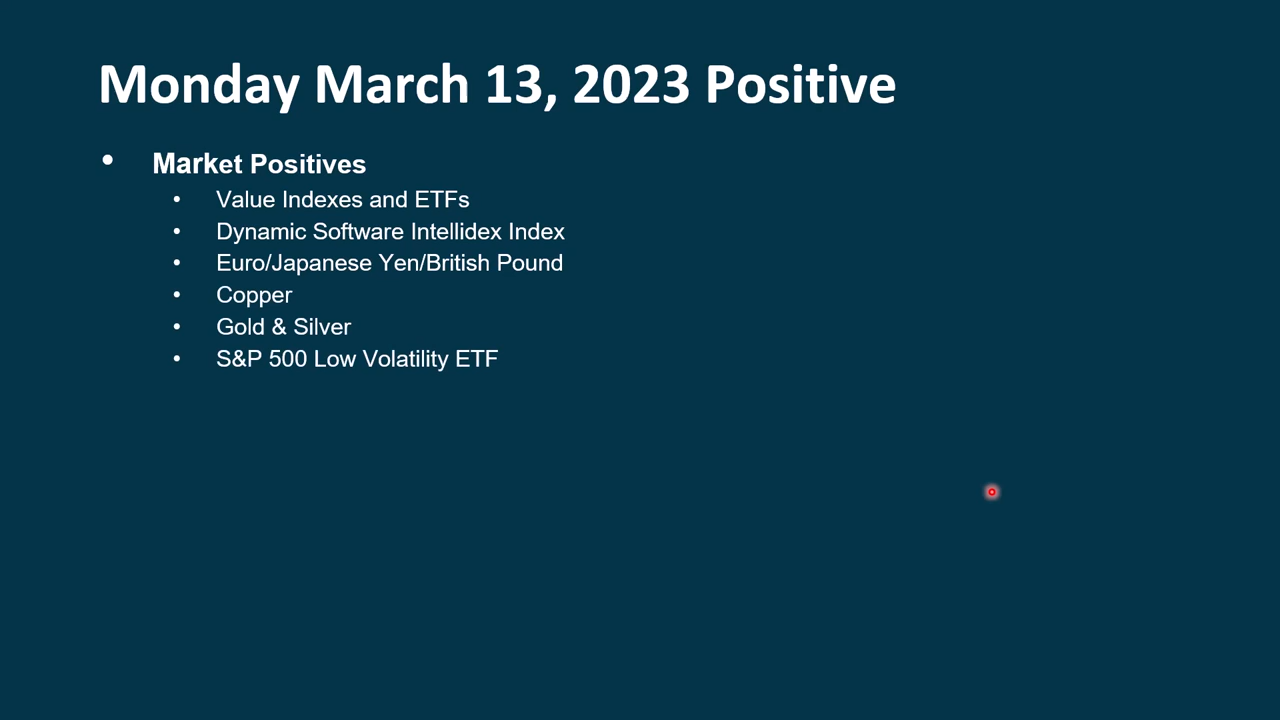 Monday March 13, 2023 Positive
• Market Positives
• Value Indexes and ETFs
• Dynamic Software Intellidex Index
• Euro/Japanese Yen/British Pound
• Copper
• Gold & Silver
• S&P 500 Low Volatility ETF